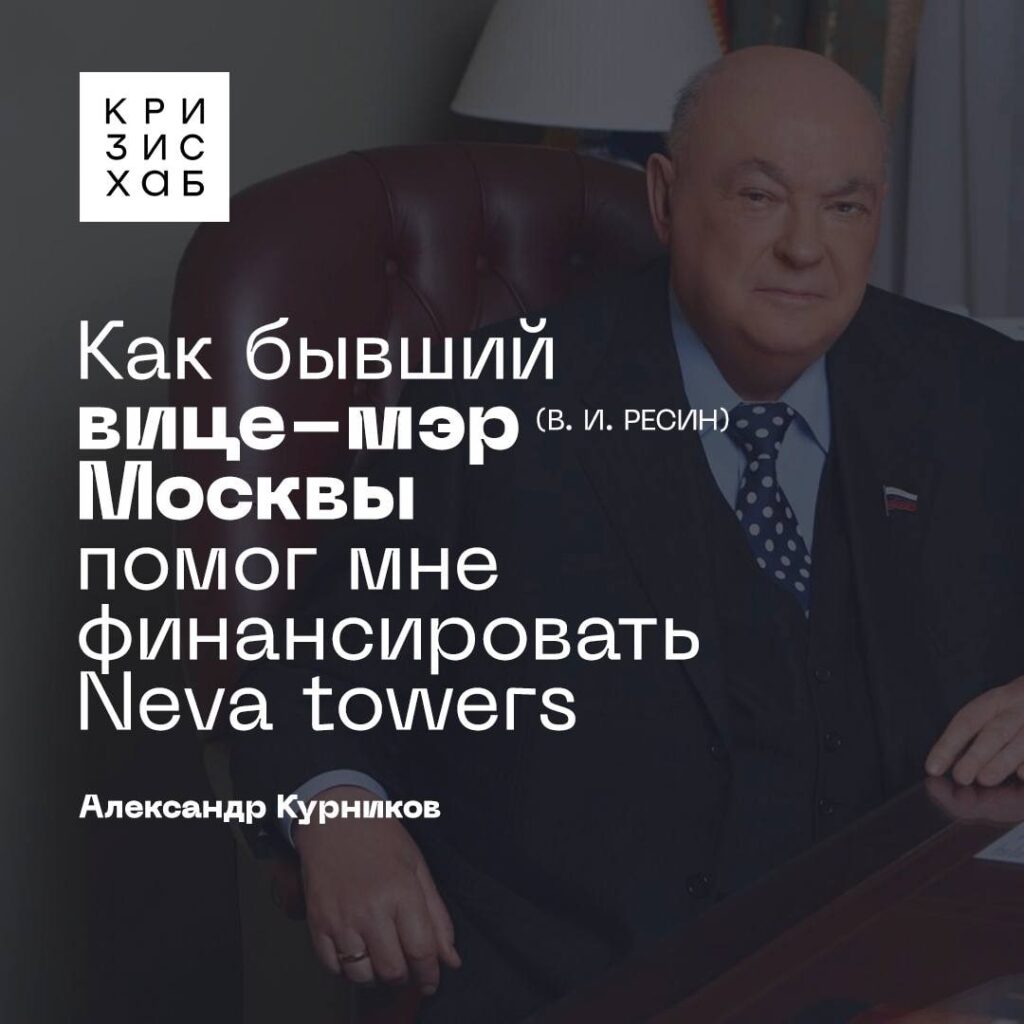 КРИ
ЗИС
ХАБ
Как бывший
вице-мэр (В. И. РЕСИН)
Москвы
помог мне
финансировать
Neva towers
Александр Курников